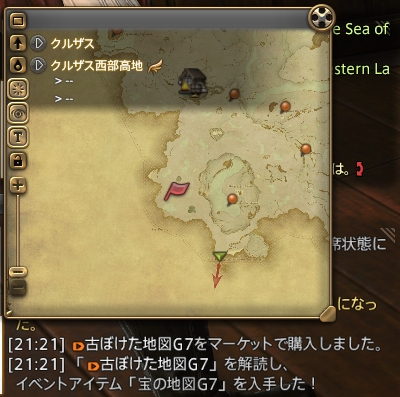 クルザス
クルザス西部高地
> --
> --
T
e Sea of
stern La
は。
席状態に
になっ
た。
[21:21] 古ぼけた地図G7をマーケットで購入しました。
[21:21] 「古ぼけた地図G7」を解読し、
イベントアイテム「宝の地図G7」を入手した！